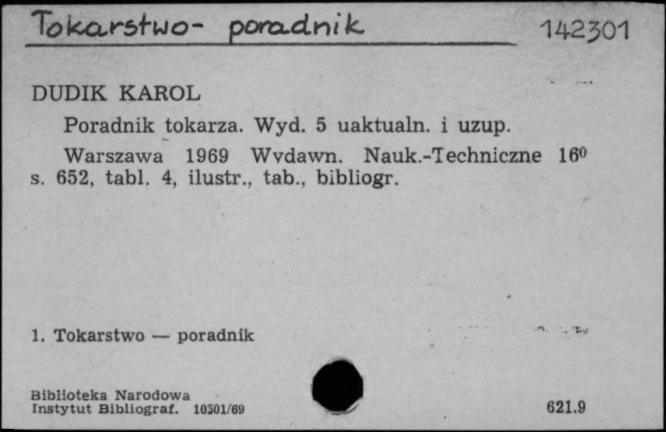 Tokarstwo- poradnik 142301
DUDIK KAROL
Poradnik tokarza. Wyd. 5 uaktualn. i uzup.
Warszawa 1969 Wydawn. Nauk.-Techniczne 16⁰
s. 652, tabl. 4, ilustr., tab., bibliogr.
1. Tokarstwo — poradnik
Biblioteka Narodowa
Instytut Bibliograf. 10301/69 621.9